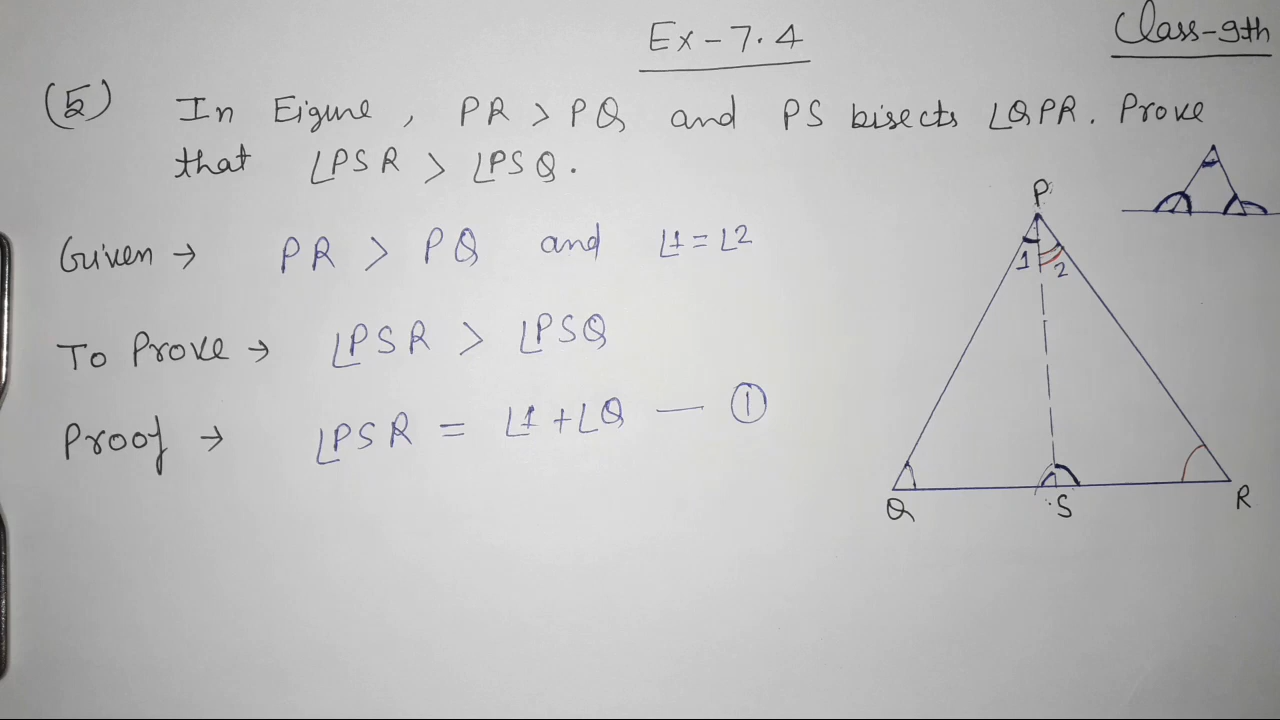 Ex-7.4
Class-9th
(5) In Eigure, PR > PQ and PS bisects ∠QPR. Prove
that ∠PSR > ∠PSQ.
Given → PR > PQ and ∠1 = ∠2
To Prove → ∠PSR > ∠PSQ
Proof → ∠PSR = ∠1 + ∠Q — ①
P
1 2
Q S R